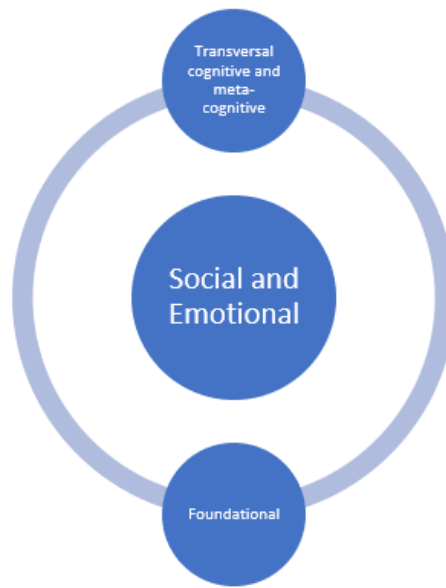 Transversal
cognitive and
meta-
cognitive
Social and
Emotional
Foundational